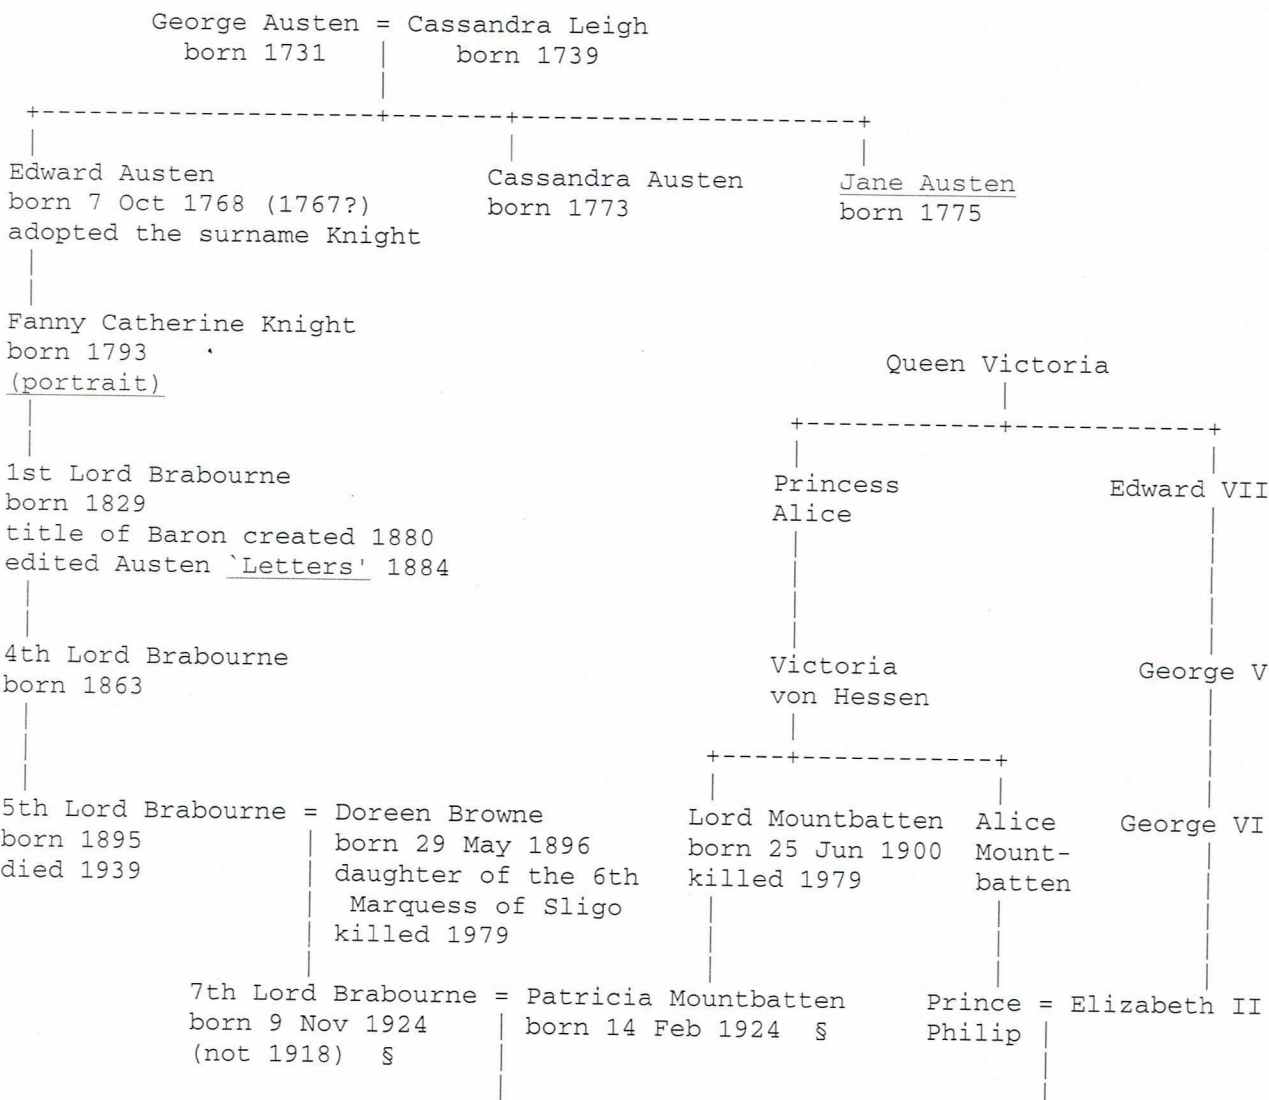 George Austen = Cassandra Leigh
born 1731 | born 1739
Edward Austen
born 7 Oct 1768 (1767?)
adopted the surname Knight
Cassandra Austen
born 1773
Jane Austen
born 1775
Fanny Catherine Knight
born 1793
(portrait)
Queen Victoria
1st Lord Brabourne
born 1829
title of Baron created 1880
edited Austen `Letters' 1884
Princess
Alice
Edward VII
4th Lord Brabourne
born 1863
Victoria
von Hessen
George V
5th Lord Brabourne = Doreen Browne
born 1895
died 1939
born 29 May 1896
daughter of the 6th
Marquess of Sligo
killed 1979
Lord Mountbatten
born 25 Jun 1900
killed 1979
Alice
Mount-
batten
George VI
7th Lord Brabourne = Patricia Mountbatten
born 9 Nov 1924
(not 1918) §
born 14 Feb 1924 §
Prince = Elizabeth II
Philip